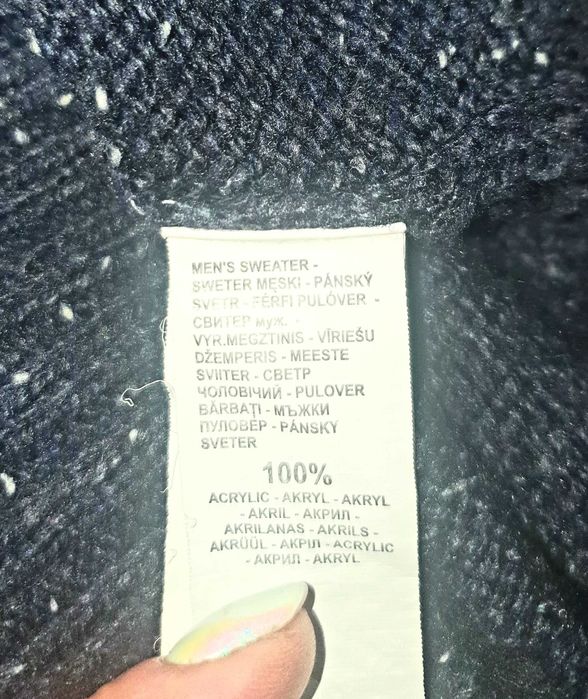 MEN'S SWEATER -
SWETER MĘSKI - PÁNSKÝ
SVETR - FÉRFI PULÓVER -
СВИТЕР муж. -
VYR.MEGZTINIS - VĪRIEŠU
DŽEMPERIS - MEESTE
SVIITER - СВЕТР
ЧОЛОВІЧИЙ - PULOVER
BĂRBAȚI - МЪЖКИ
ПУЛОВЕР - PÁNSKY
SVETER
100%
ACRYLIC - AKRYL - AKRYL
- AKRIL - АКРИЛ -
AKRILANAS - AKRILS -
AKRÜÜL - АКРІЛ - ACRYLIC
- АКРИЛ - AKRYL